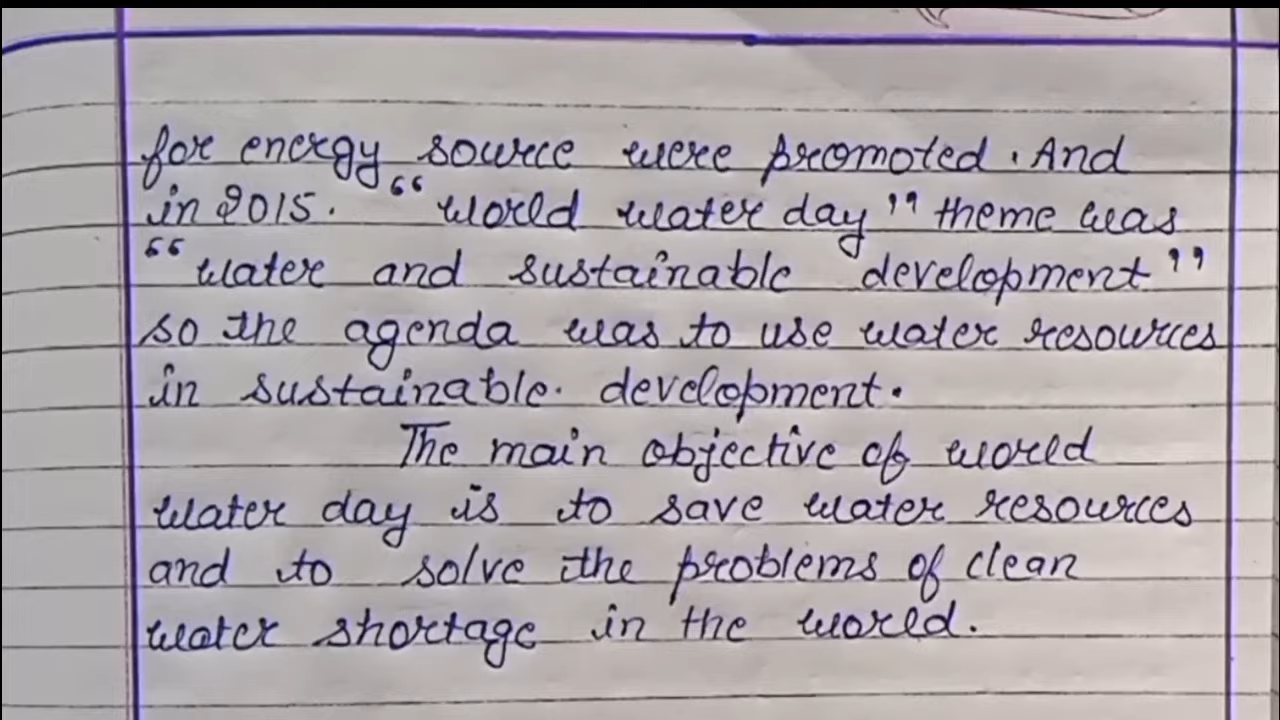 for energy source were promoted. And
in 2015. "world water day" theme was
"water and sustainable development"
so the agenda was to use water resources
in sustainable. development.
The main objective of world
water day is to save water resources
and to solve the problems of clean
water shortage in the world.